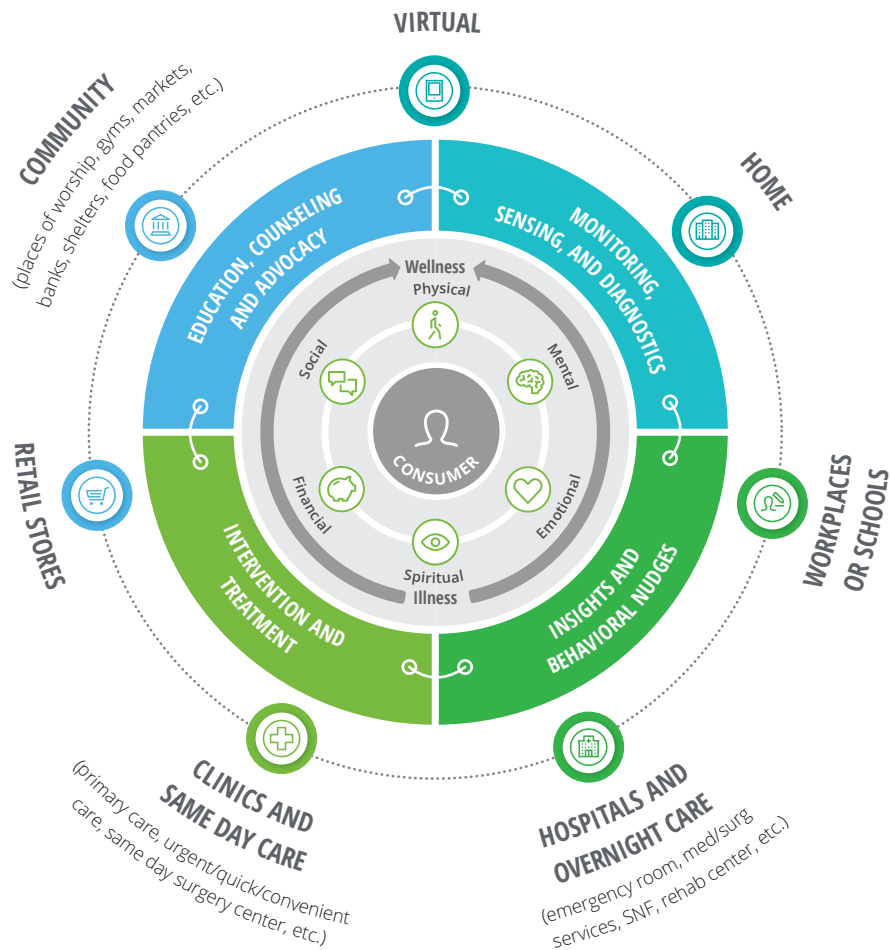 VIRTUAL
COMMUNITY
(places of worship, gyms, markets,
banks, shelters, food pantries, etc.)
HOME
EDUCATION, COUNSELING
AND ADVOCACY
MONITORING,
SENSING, AND DIAGNOSTICS
Wellness
Physical
Social
Mental
CONSUMER
Financial
Emotional
Spiritual
Illness
RETAIL STORES
WORKPLACES
OR SCHOOLS
INTERVENTION AND
TREATMENT
INSIGHTS AND
BEHAVIORAL NUDGES
CLINICS AND
SAME DAY CARE
(primary care, urgent/quick/convenient
care, same day surgery center, etc.)
HOSPITALS AND
OVERNIGHT CARE
(emergency room, med/surg
services, SNF, rehab center, etc.)